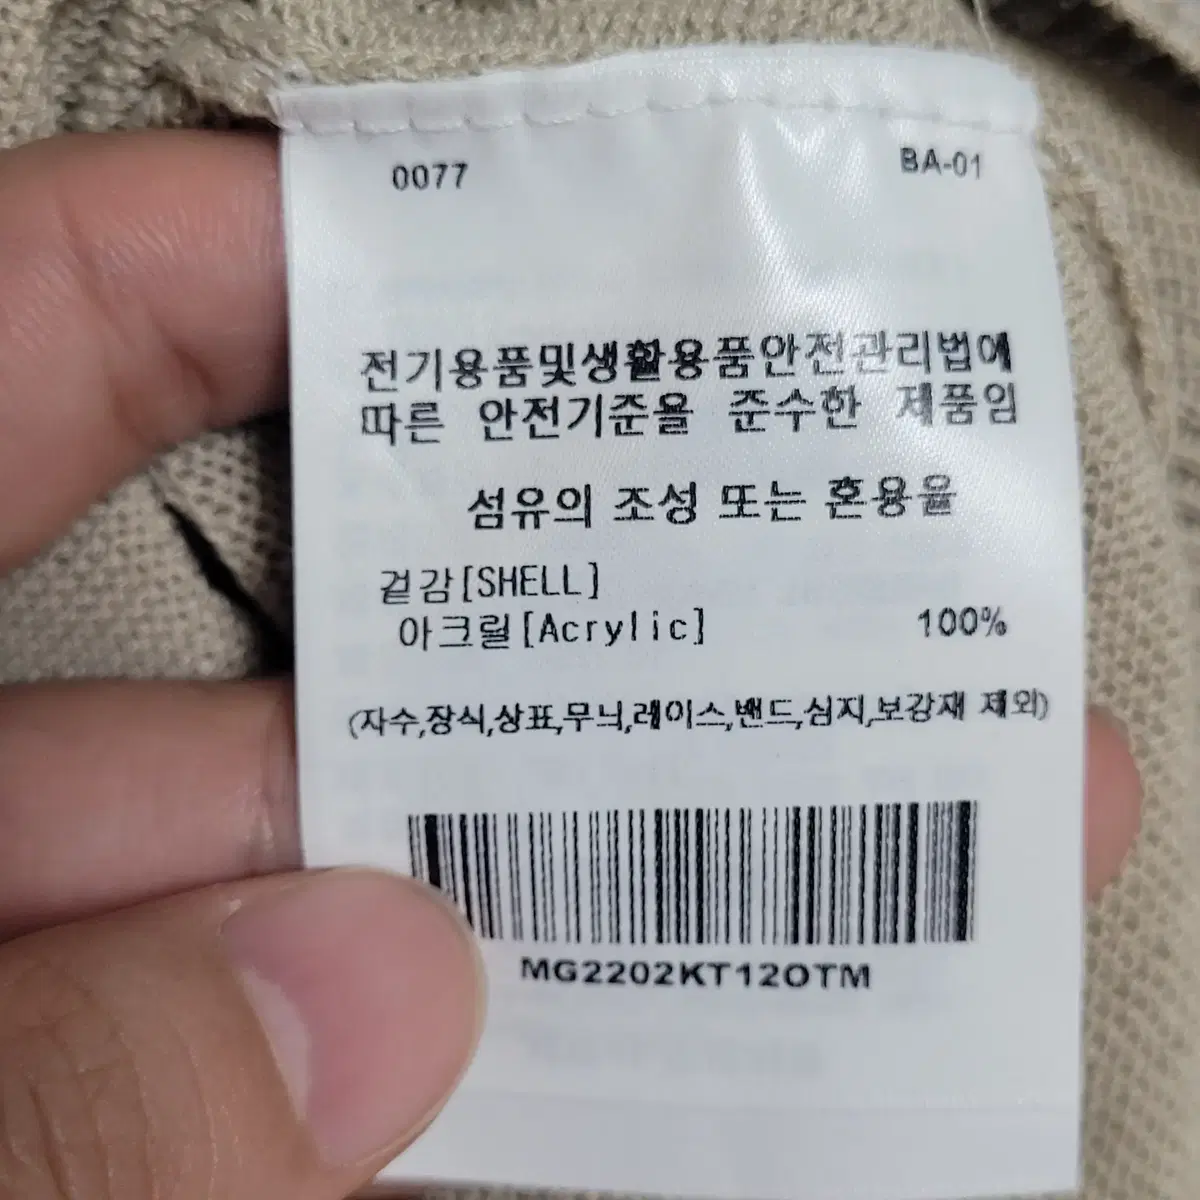 0077 BA-01
전기용품및생활용품안전관리법에
따른 안전기준을 준수한 제품임
섬유의 조성 또는 혼용율
겉감[SHELL]
아크릴[Acrylic] 100%
(자수,장식,상표,무늬,레이스,밴드,심지,보강재 제외)
MG2202KT12OTM